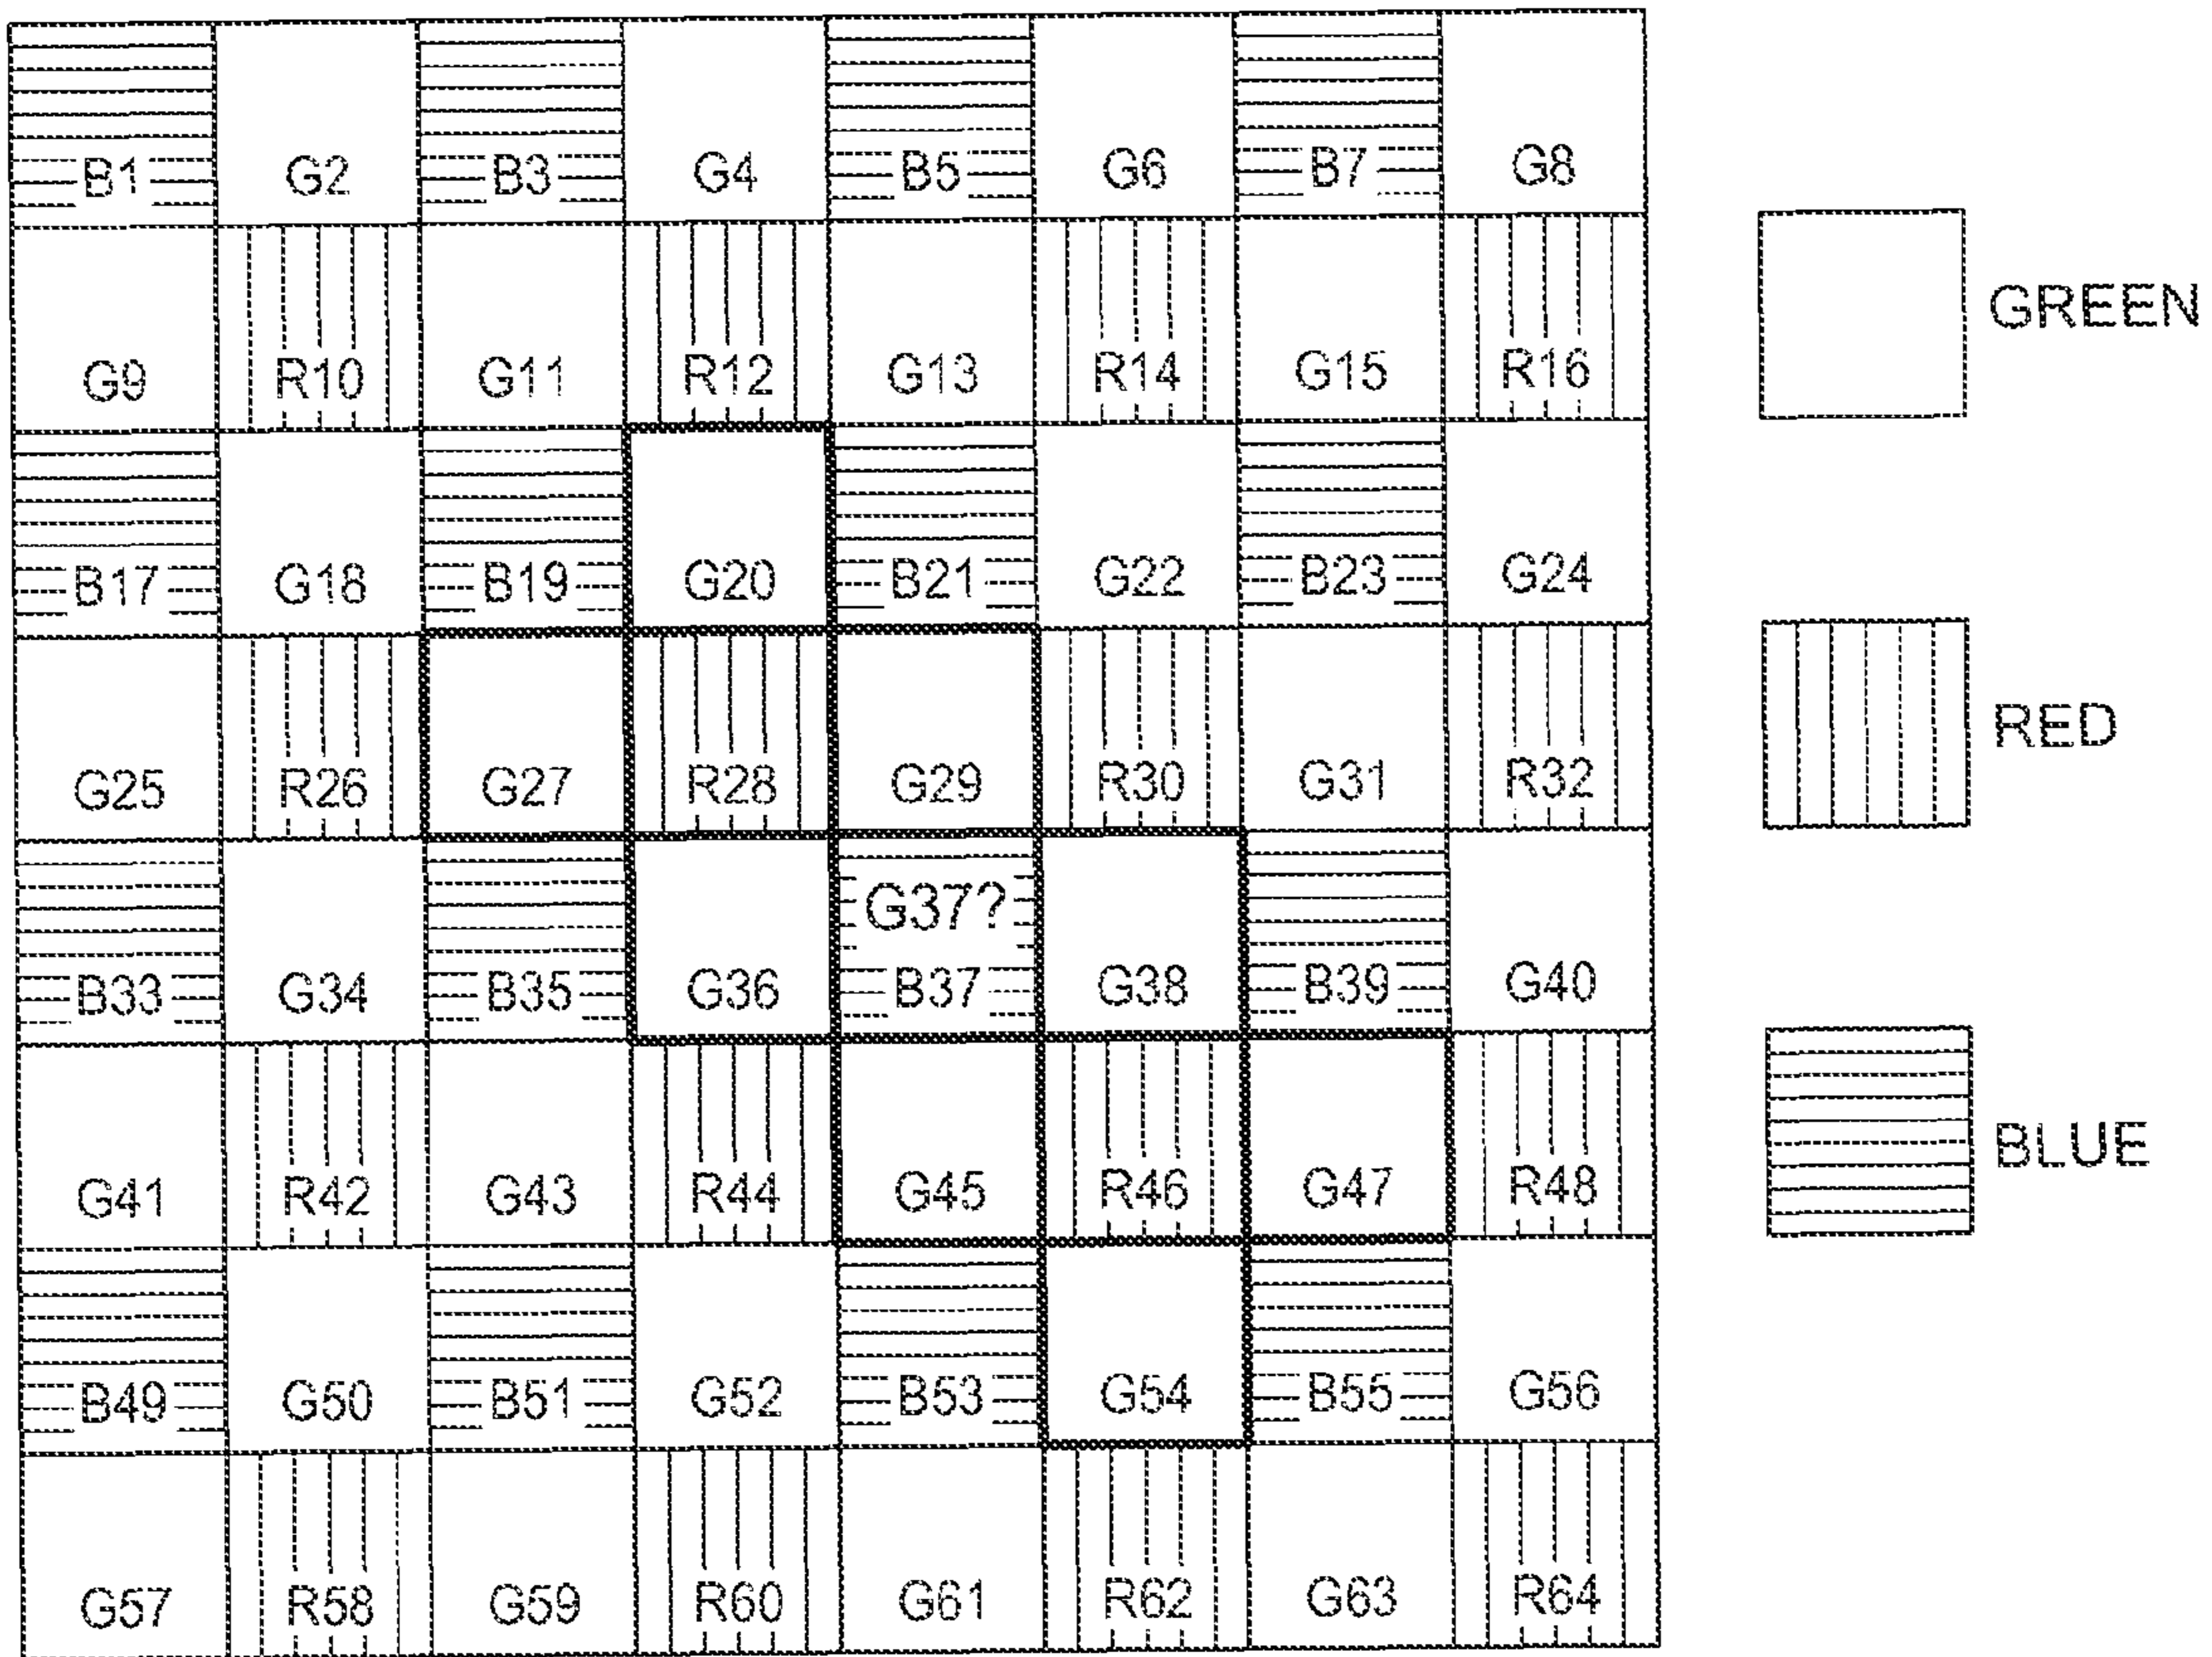 B1 G2 B3 G4 B5 G6 B7 G8
G9 R10 G11 R12 G13 R14 G15 R16
GREEN
B17 G18 B19 G20 B21 G22 B23 G24
G25 R26 G27 R28 G29 R30 G31 R32
RED
G37?
B33 G34 B35 G36 B37 G38 B39 G40
G41 R42 G43 R44 G45 R46 G47 R48
BLUE
B49 G50 B51 G52 B53 G54 B55 G56
G57 R58 G59 R60 G61 R62 G63 R64